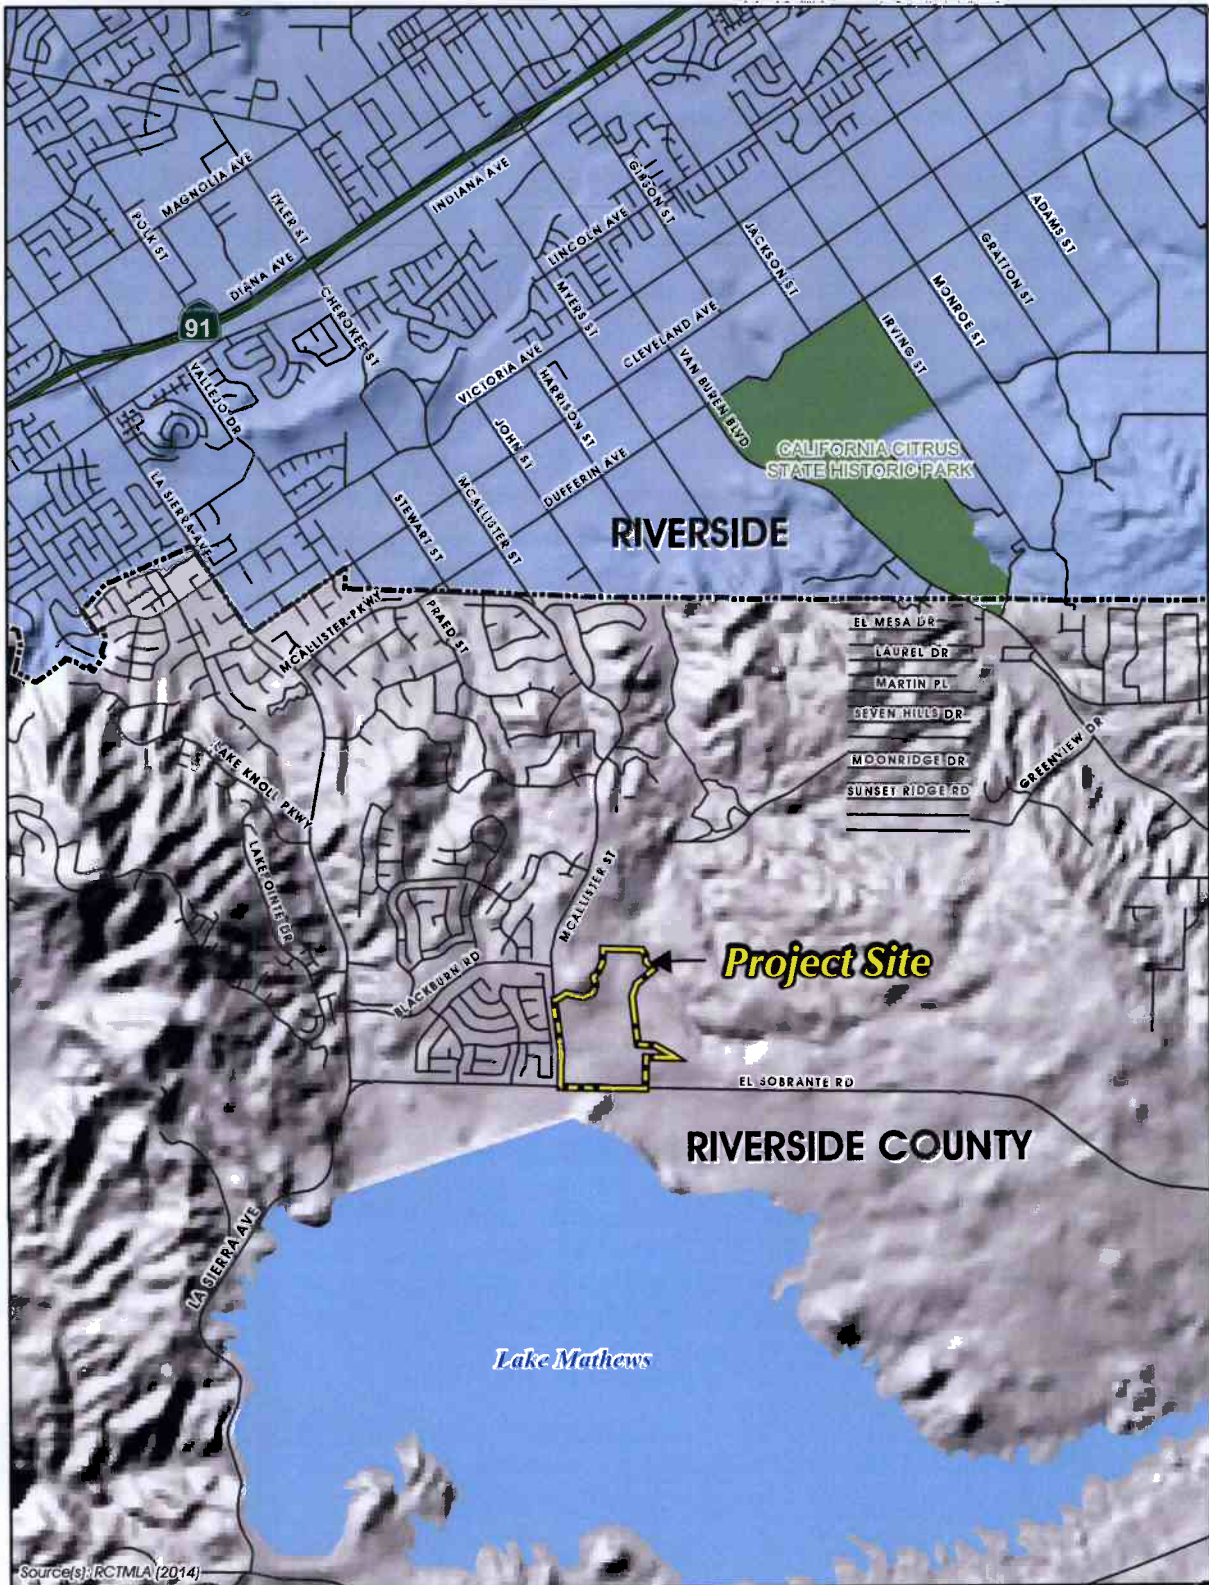 MAGNOLIA AVE
POLK ST
TYLER ST
DIANA AVE
INDIANA AVE
GIBSON ST
LINCOLN AVE
JACKSON ST
ADAMS ST
GRATTON ST
MONROE ST
IRVING ST
91
CHEROKEE ST
MYERS ST
CLEVELAND AVE
VAN BUREN BLVD
VICTORIA AVE
HARRISON ST
VALLEJO DR
JOHN ST
DUFFERIN AVE
CALIFORNIA CITRUS
STATE HISTORIC PARK
LA SIERRA AVE
STEWART ST
MCALLISTER ST
RIVERSIDE
MCALLISTER PKWY
PRAED ST
EL MESA DR
LAUREL DR
MARTIN PL
SEVEN HILLS DR
MOONRIDGE DR
SUNSET RIDGE RD
GREENVIEW DR
LAKE KNOLL PKWY
LAKEPOINTE DR
MCALLISTER ST
BLACKBURN RD
Project Site
EL SOBRANTE RD
RIVERSIDE COUNTY
LA SIERRA AVE
Lake Mathews
Source(s): RCTMLA (2014)